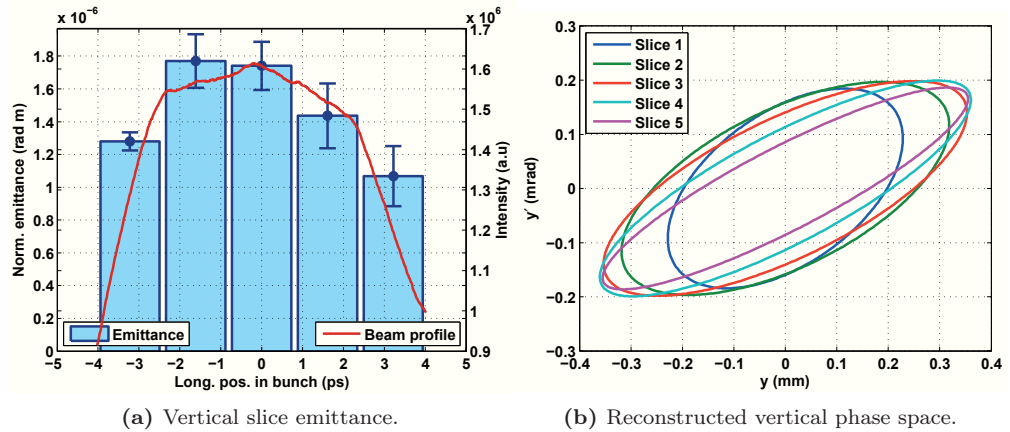 x 10⁻⁶
x 10⁶
Norm. emittance (rad m)
1.8
1.6
1.4
1.2
1
0.8
0.6
0.4
0.2
0
1.7
1.6
1.5
1.4
1.3
1.2
1.1
1
0.9
Intensity (a.u)
Emittance
Beam profile
−5 −4 −3 −2 −1 0 1 2 3 4 5
Long. pos. in bunch (ps)
(a) Vertical slice emittance.
y′ (mrad)
0.3
0.2
0.1
0
−0.1
−0.2
−0.3
Slice 1
Slice 2
Slice 3
Slice 4
Slice 5
−0.4 −0.3 −0.2 −0.1 0 0.1 0.2 0.3 0.4
y (mm)
(b) Reconstructed vertical phase space.